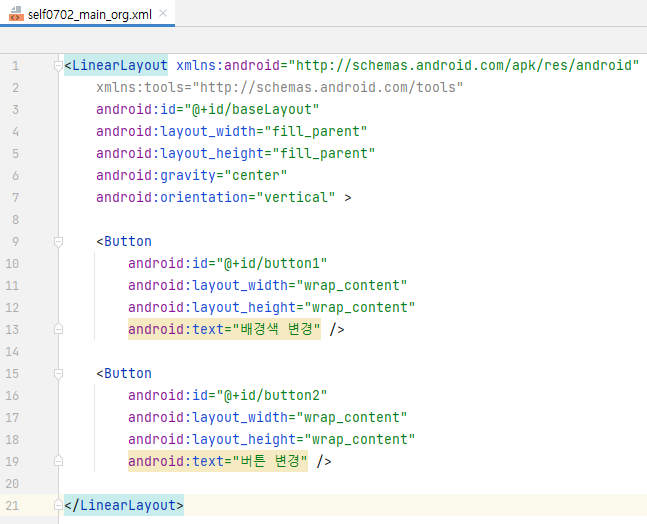 self0702_main_org.xml
1 <LinearLayout xmlns:android="http://schemas.android.com/apk/res/android"
2 xmlns:tools="http://schemas.android.com/tools"
3 android:id="@+id/baseLayout"
4 android:layout_width="fill_parent"
5 android:layout_height="fill_parent"
6 android:gravity="center"
7 android:orientation="vertical" >
8
9 <Button
10 android:id="@+id/button1"
11 android:layout_width="wrap_content"
12 android:layout_height="wrap_content"
13 android:text="배경색 변경" />
14
15 <Button
16 android:id="@+id/button2"
17 android:layout_width="wrap_content"
18 android:layout_height="wrap_content"
19 android:text="버튼 변경" />
20
21 </LinearLayout>